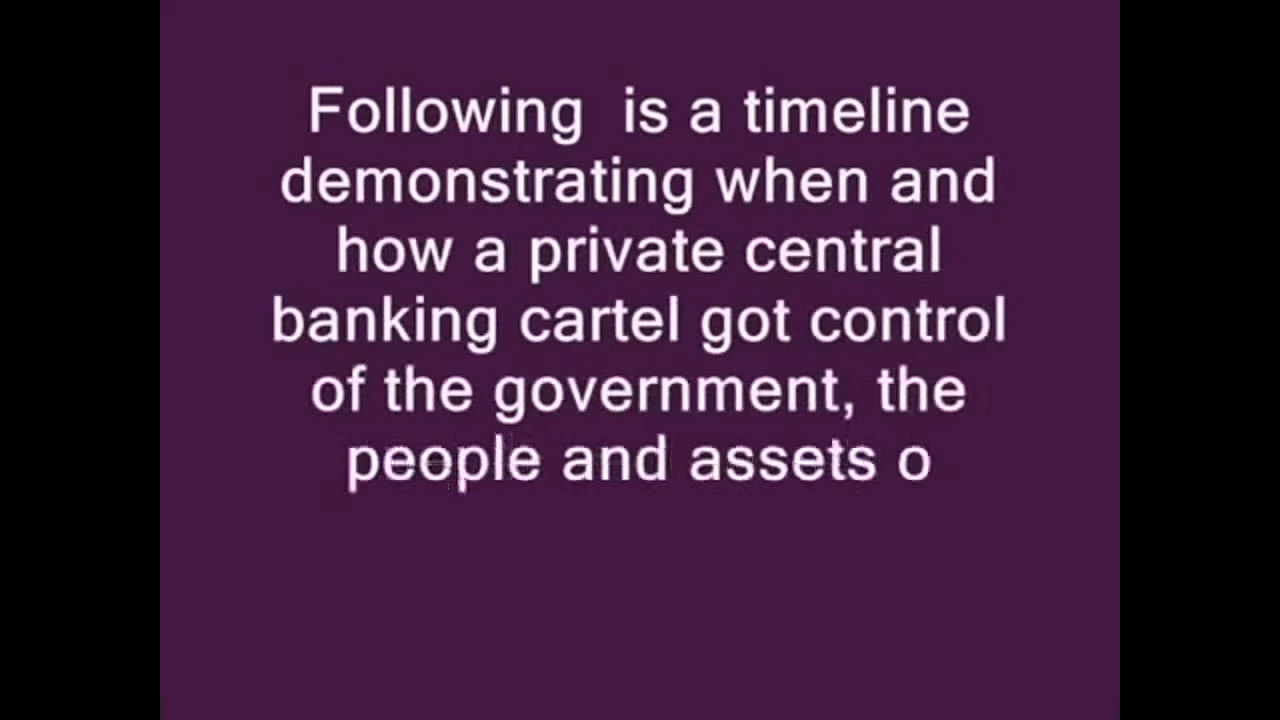 Following  is a timeline
demonstrating when and
how a private central
banking cartel got control
of the government, the
people and assets o